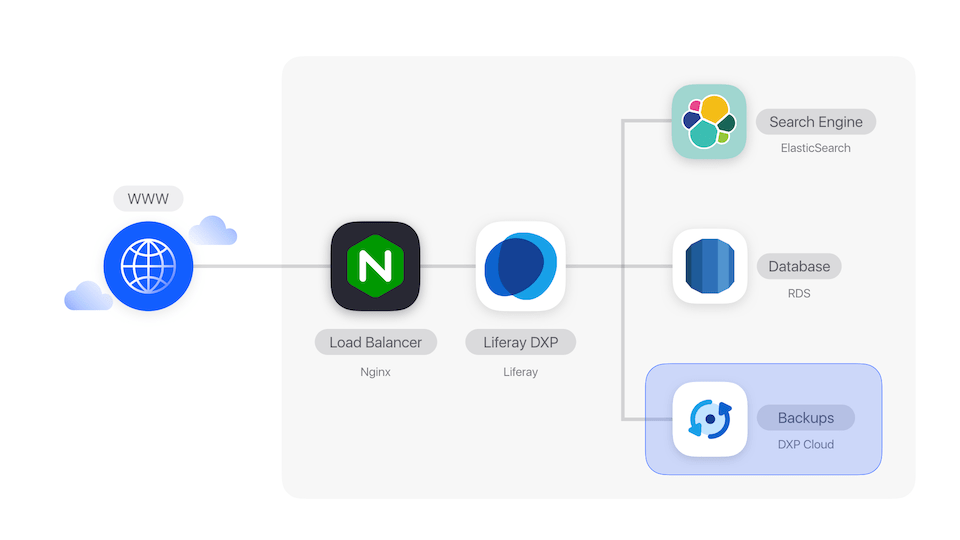 WWW
Load Balancer
Nginx
Liferay DXP
Liferay
Search Engine
ElasticSearch
Database
RDS
Backups
DXP Cloud